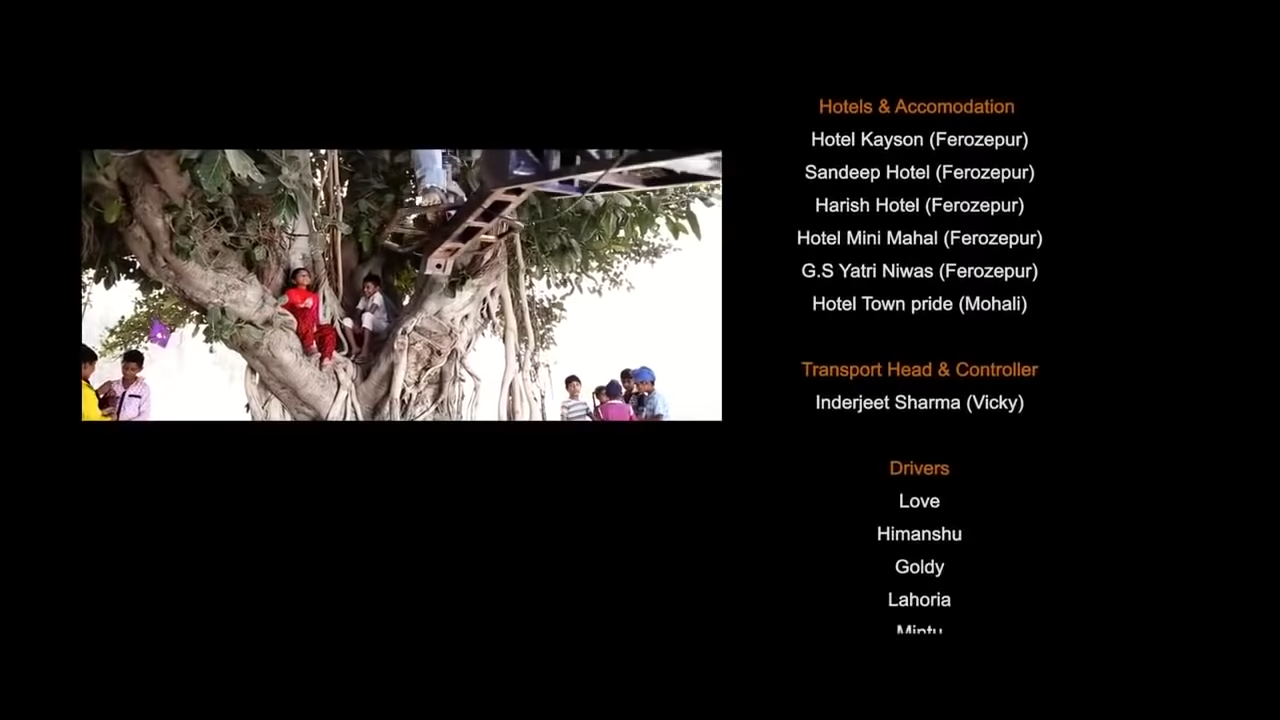 Hotels & Accomodation
Hotel Kayson (Ferozepur)
Sandeep Hotel (Ferozepur)
Harish Hotel (Ferozepur)
Hotel Mini Mahal (Ferozepur)
G.S Yatri Niwas (Ferozepur)
Hotel Town pride (Mohali)
Transport Head & Controller
Inderjeet Sharma (Vicky)
Drivers
Love
Himanshu
Goldy
Lahoria
Mintu